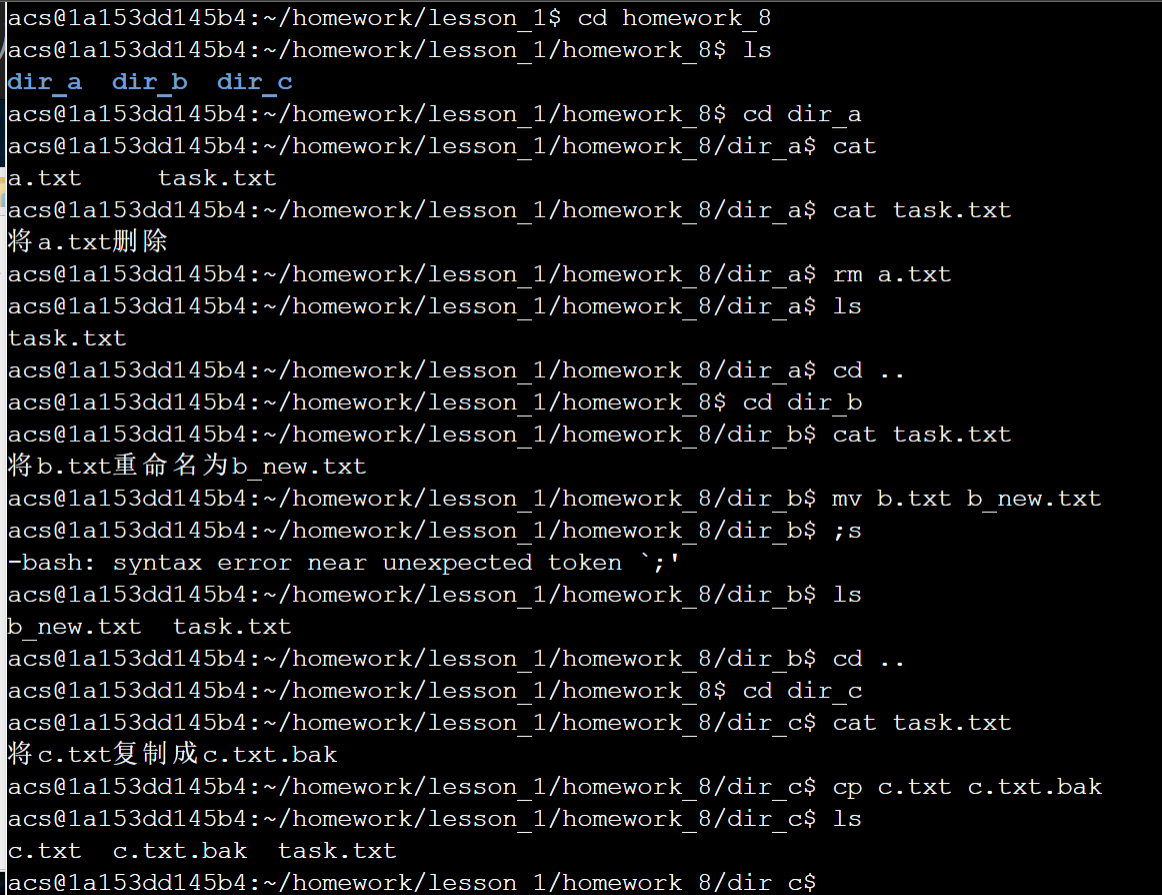 acs@1a153dd145b4:~/homework/lesson_1$ cd homework_8
acs@1a153dd145b4:~/homework/lesson_1/homework_8$ ls
dir_a  dir_b  dir_c
acs@1a153dd145b4:~/homework/lesson_1/homework_8$ cd dir_a
acs@1a153dd145b4:~/homework/lesson_1/homework_8/dir_a$ cat
a.txt     task.txt
acs@1a153dd145b4:~/homework/lesson_1/homework_8/dir_a$ cat task.txt
将a.txt删除
acs@1a153dd145b4:~/homework/lesson_1/homework_8/dir_a$ rm a.txt
acs@1a153dd145b4:~/homework/lesson_1/homework_8/dir_a$ ls
task.txt
acs@1a153dd145b4:~/homework/lesson_1/homework_8/dir_a$ cd ..
acs@1a153dd145b4:~/homework/lesson_1/homework_8$ cd dir_b
acs@1a153dd145b4:~/homework/lesson_1/homework_8/dir_b$ cat task.txt
将b.txt重命名为b_new.txt
acs@1a153dd145b4:~/homework/lesson_1/homework_8/dir_b$ mv b.txt b_new.txt
acs@1a153dd145b4:~/homework/lesson_1/homework_8/dir_b$ ;s
-bash: syntax error near unexpected token `;'
acs@1a153dd145b4:~/homework/lesson_1/homework_8/dir_b$ ls
b_new.txt  task.txt
acs@1a153dd145b4:~/homework/lesson_1/homework_8/dir_b$ cd ..
acs@1a153dd145b4:~/homework/lesson_1/homework_8$ cd dir_c
acs@1a153dd145b4:~/homework/lesson_1/homework_8/dir_c$ cat task.txt
将c.txt复制成c.txt.bak
acs@1a153dd145b4:~/homework/lesson_1/homework_8/dir_c$ cp c.txt c.txt.bak
acs@1a153dd145b4:~/homework/lesson_1/homework_8/dir_c$ ls
c.txt  c.txt.bak  task.txt
acs@1a153dd145b4:~/homework/lesson_1/homework_8/dir_c$